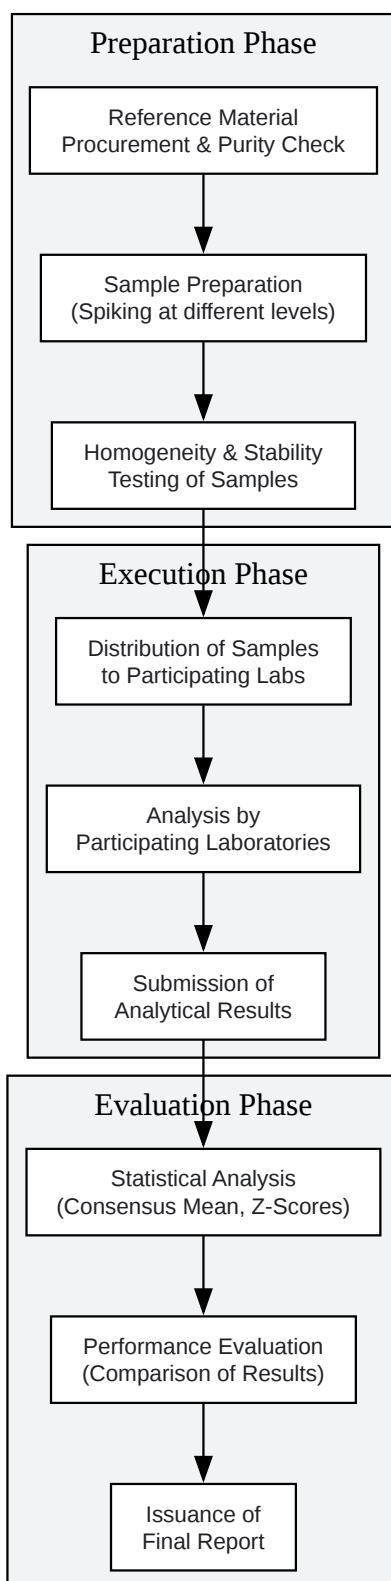 Preparation Phase
Reference Material
Procurement & Purity Check
Sample Preparation
(Spiking at different levels)
Homogeneity & Stability
Testing of Samples
Execution Phase
Distribution of Samples
to Participating Labs
Analysis by
Participating Laboratories
Submission of
Analytical Results
Evaluation Phase
Statistical Analysis
(Consensus Mean, Z-Scores)
Performance Evaluation
(Comparison of Results)
Issuance of
Final Report